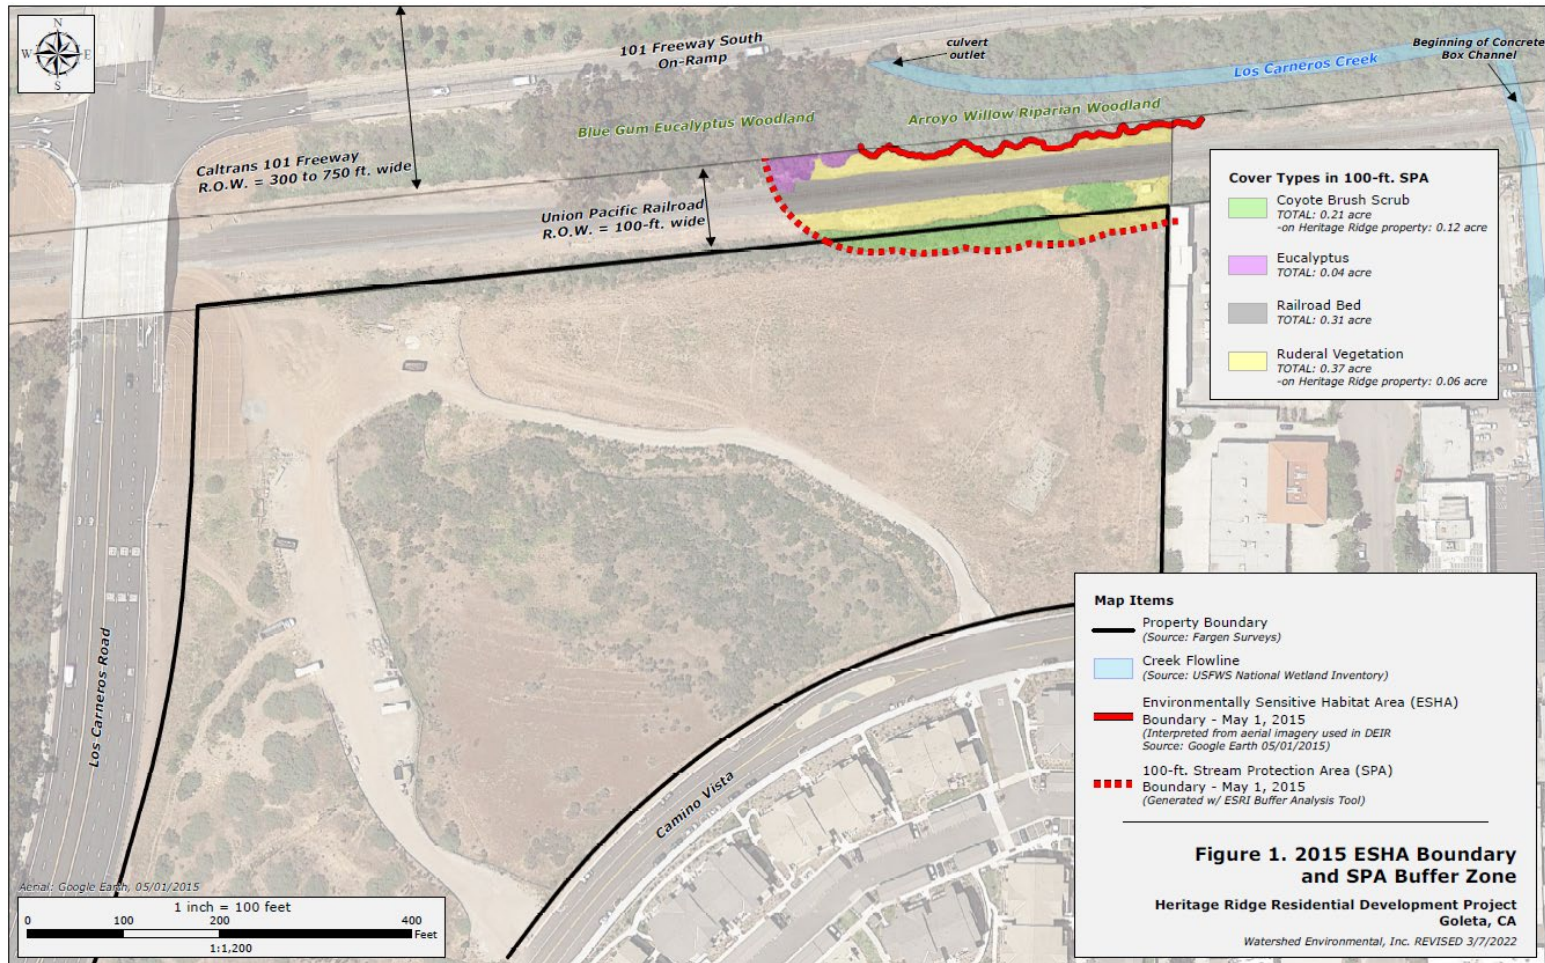 N
W E
S
101 Freeway South
On-Ramp
culvert
outlet
Beginning of Concrete
Box Channel
Los Carneros Creek
Blue Gum Eucalyptus Woodland
Arroyo Willow Riparian Woodland
Caltrans 101 Freeway
R.O.W. = 300 to 750 ft. wide
Union Pacific Railroad
R.O.W. = 100-ft. wide
Cover Types in 100-ft. SPA
Coyote Brush Scrub
TOTAL: 0.21 acre
-on Heritage Ridge property: 0.12 acre
Eucalyptus
TOTAL: 0.04 acre
Railroad Bed
TOTAL: 0.31 acre
Ruderal Vegetation
TOTAL: 0.37 acre
-on Heritage Ridge property: 0.06 acre
Los Carneros Road
Camino Vista
Map Items
Property Boundary
(Source: Fargen Surveys)
Creek Flowline
(Source: USFWS National Wetland Inventory)
Environmentally Sensitive Habitat Area (ESHA)
Boundary - May 1, 2015
(Interpreted from aerial imagery used in DEIR
Source: Google Earth 05/01/2015)
100-ft. Stream Protection Area (SPA)
Boundary - May 1, 2015
(Generated w/ ESRI Buffer Analysis Tool)
Figure 1. 2015 ESHA Boundary
and SPA Buffer Zone
Heritage Ridge Residential Development Project
Goleta, CA
Watershed Environmental, Inc. REVISED 3/7/2022
Aerial: Google Earth, 05/01/2015
1 inch = 100 feet
0 100 200 400
Feet
1:1,200